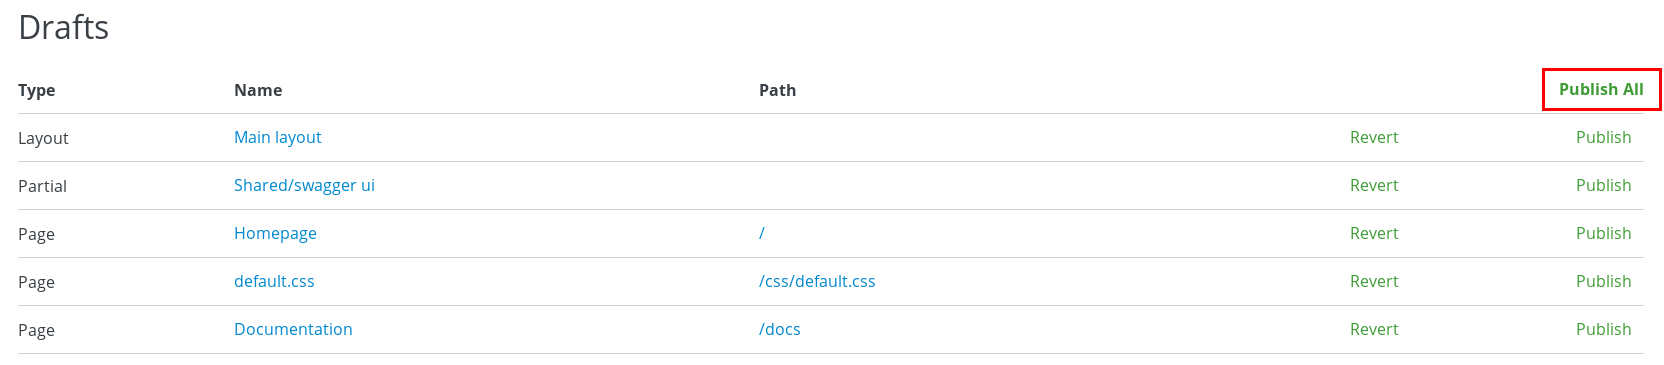 Drafts
Type Name Path Publish All
Layout Main layout Revert Publish
Partial Shared/swagger ui Revert Publish
Page Homepage / Revert Publish
Page default.css /css/default.css Revert Publish
Page Documentation /docs Revert Publish